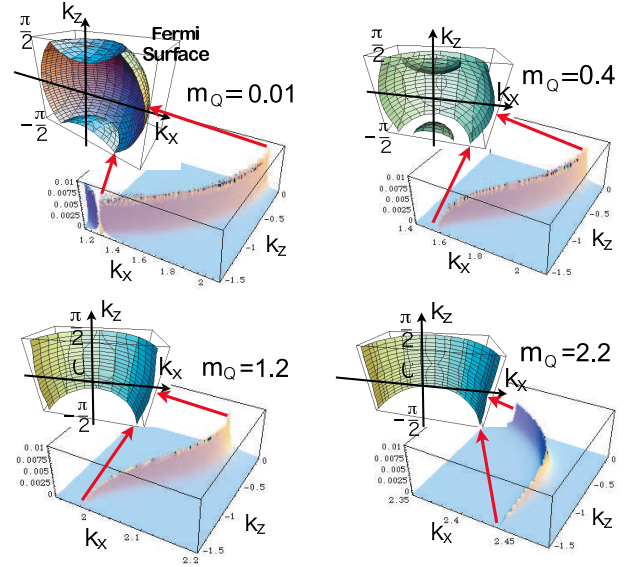 π/2
k_z
Fermi
Surface
m_Q = 0.01
-π/2
k_x
0.01
0.0075
0.005
0.0025
0
1.2
1.4
1.6
1.8
2
k_x
0
-0.5
-1
-1.5
k_z
π/2
k_z
m_Q = 0.4
k_x
-π/2
0.01
0.0075
0.005
0.0025
0
1.4
1.6
1.8
2
k_x
0
-0.5
-1
-1.5
k_z
π/2
k_z
k_x
m_Q = 1.2
-π/2
0.01
0.0075
0.005
0.0025
0
2
2.1
2.2
k_x
0
-0.5
-1
-1.5
k_z
π/2
k_z
k_x
m_Q = 2.2
-π/2
0.01
0.0075
0.005
0.0025
0
2.35
2.4
2.45
k_x
0
-0.5
-1
-1.5
k_z